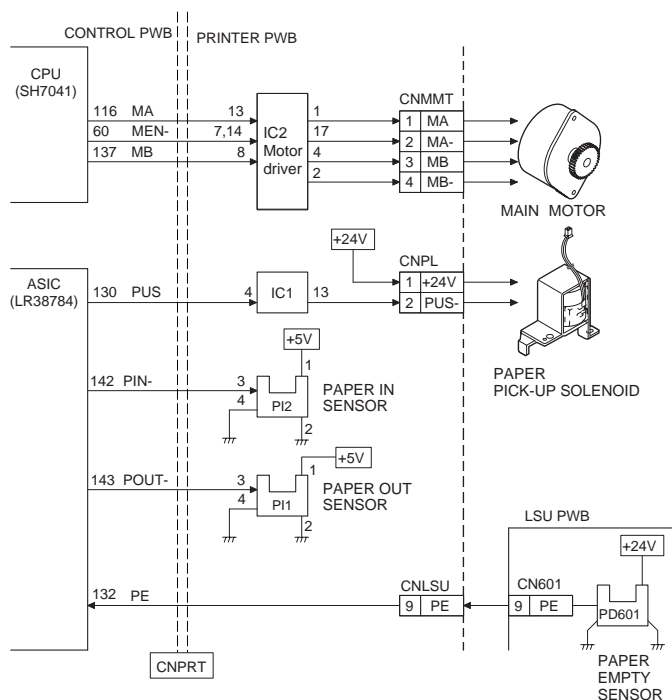 CONTROL PWB
PRINTER PWB
CPU
(SH7041)
116 MA
13
60 MEN-
7,14
137 MB
8
IC2
Motor
driver
1
17
4
2
CNMMT
1 MA
2 MA-
3 MB
4 MB-
MAIN MOTOR
+24V
CNPL
1 +24V
2 PUS-
ASIC
(LR38784)
130 PUS
4
IC1
13
PAPER
PICK-UP SOLENOID
+5V
1
142 PIN-
3
4
PI2
2
PAPER IN
SENSOR
+5V
1
143 POUT-
3
4
PI1
2
PAPER OUT
SENSOR
LSU PWB
+24V
132 PE
CNLSU
9 PE
CN601
9 PE
PD601
PAPER
EMPTY
SENSOR
CNPRT